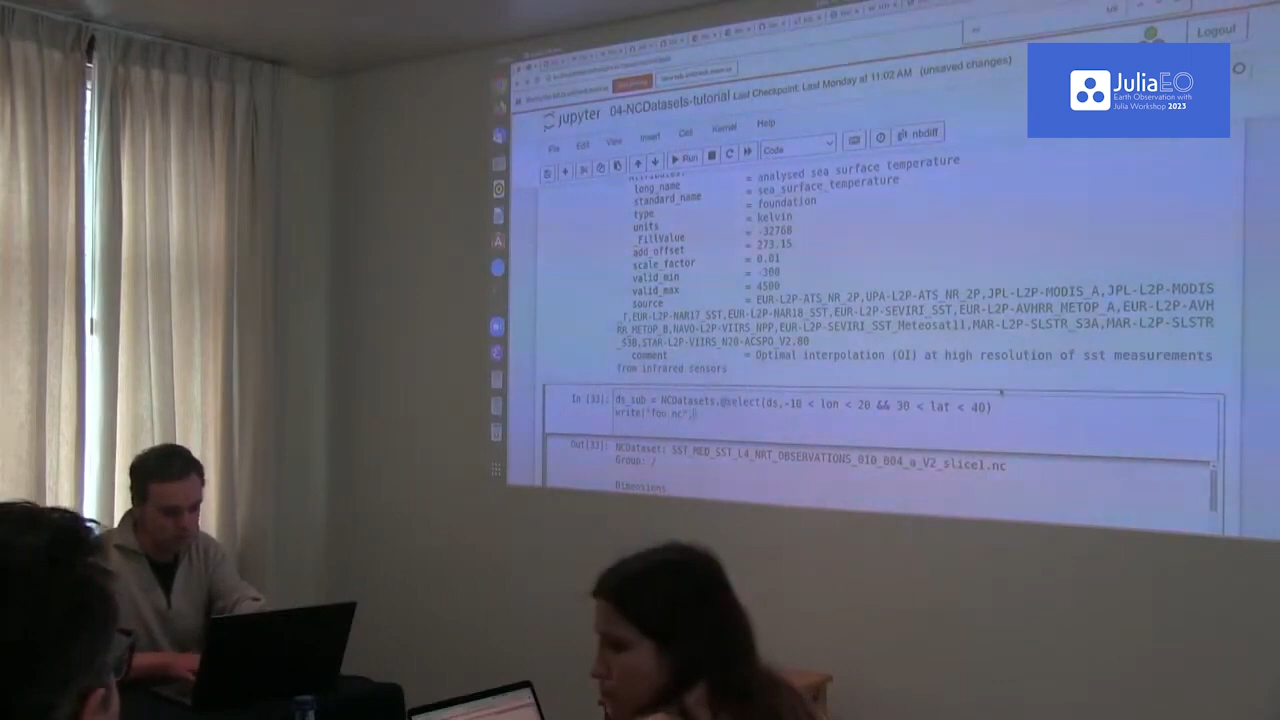 Logout
JuliaEO
Earth Observation with
Julia Workshop 2023
jupyter 04-NCDatasets-tutorial Last Checkpoint: Last Monday at 11:02 AM (unsaved changes)
File Edit View Insert Cell Kernel Help
Run Code git nbdiff
long_name = analysed sea surface temperature
standard_name = sea_surface_temperature
type = foundation
units = kelvin
_FillValue = -32768
add_offset = 273.15
scale_factor = 0.01
valid_min = -300
valid_max = 4500
source = EUR-L2P-ATS_NR_2P,UPA-L2P-ATS_NR_2P,JPL-L2P-MODIS_A,JPL-L2P-MODIS
_T,EUR-L2P-NAR17_SST,EUR-L2P-NAR18_SST,EUR-L2P-SEVIRI_SST,EUR-L2P-AVHRR_METOP_A,EUR-L2P-AVH
RR_METOP_B,NAVO-L2P-VIIRS_NPP,EUR-L2P-SEVIRI_SST_Meteosat11,MAR-L2P-SLSTR_S3A,MAR-L2P-SLSTR
_S3B,STAR-L2P-VIIRS_N20-ACSPO_V2.80
comment = Optimal interpolation (OI) at high resolution of sst measurements
from infrared sensors
In [33]: ds_sub = NCDatasets.@select(ds,-10 < lon < 20 && 30 < lat < 40)
write("fou.nc",
Out[33]: NCDataset: SST_MED_SST_L4_NRT_OBSERVATIONS_010_004_a_V2_slice1.nc
Group: /
Dimensions